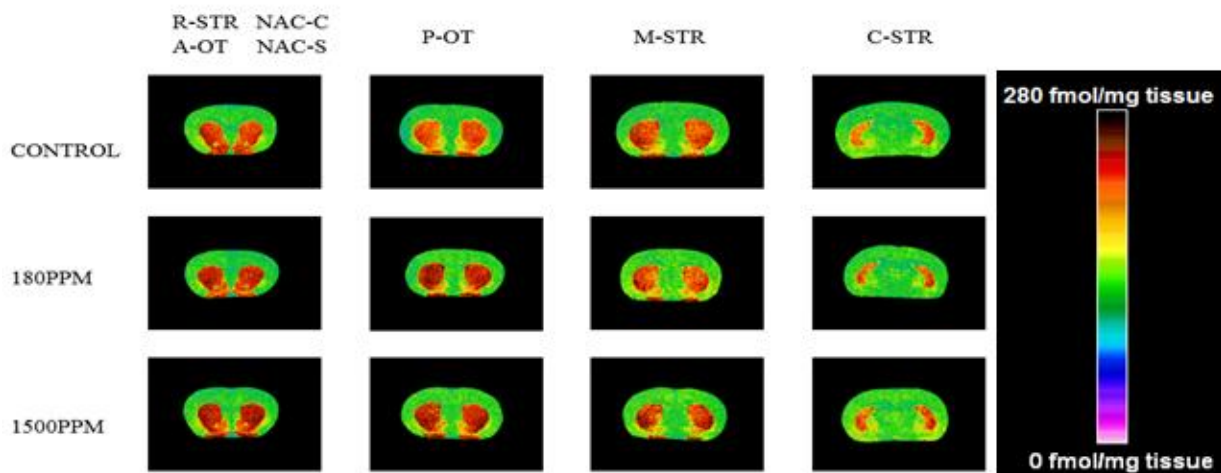 R-STR NAC-C
A-OT NAC-S
P-OT
M-STR
C-STR
280 fmol/mg tissue
CONTROL
180PPM
1500PPM
0 fmol/mg tissue